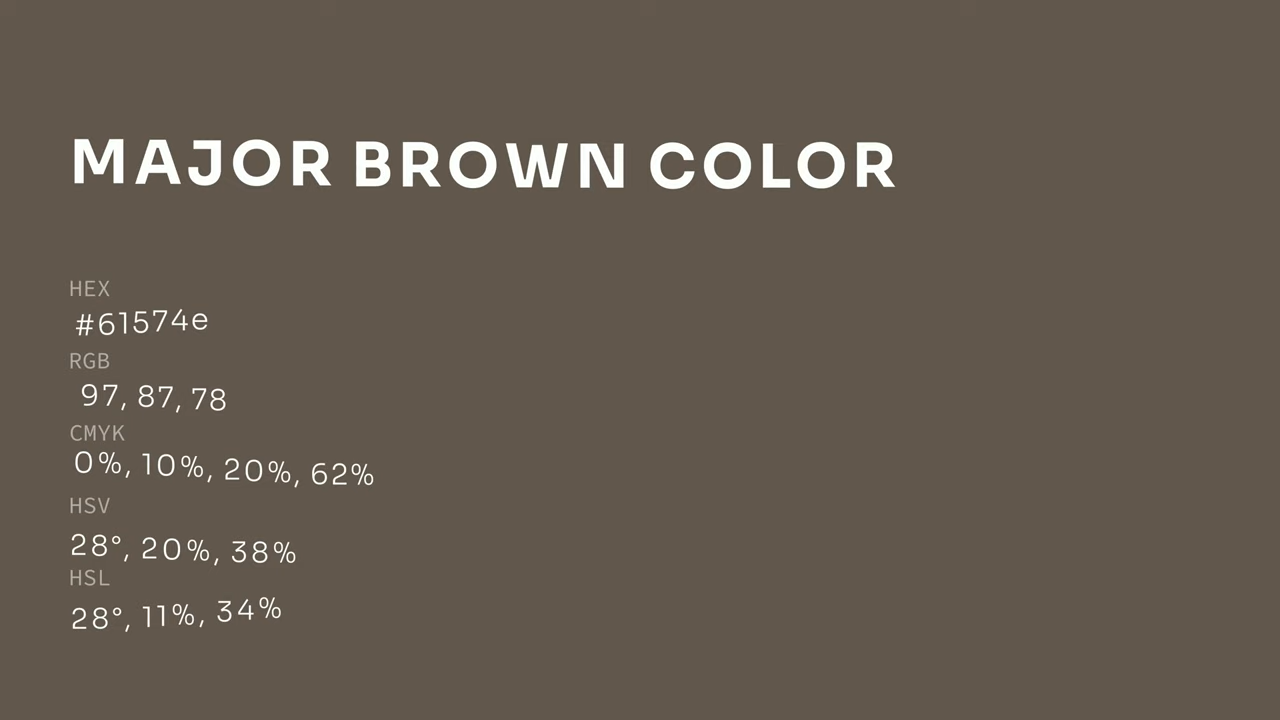 MAJOR BROWN COLOR
HEX
#61574e
RGB
97, 87, 78
CMYK
0%, 10%, 20%, 62%
HSV
28°, 20%, 38%
HSL
28°, 11%, 34%